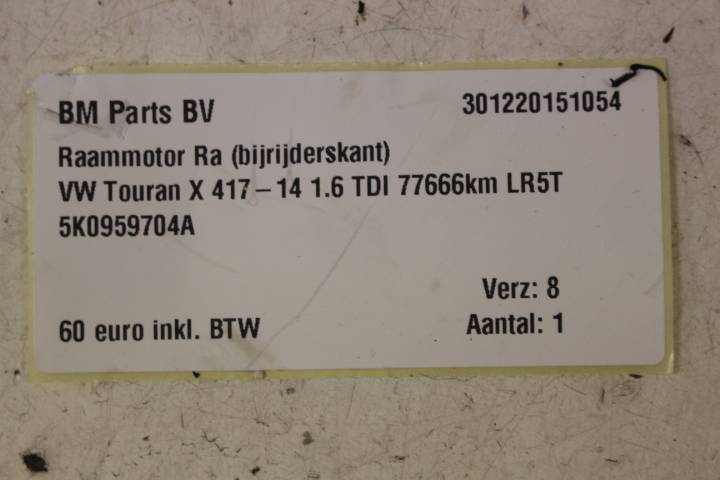 BM Parts BV 301220151054
Raammotor Ra (bijrijderskant)
VW Touran X 417-14 1.6 TDI 77666km LR5T
5K0959704A
Verz: 8
60 euro inkl. BTW Aantal: 1